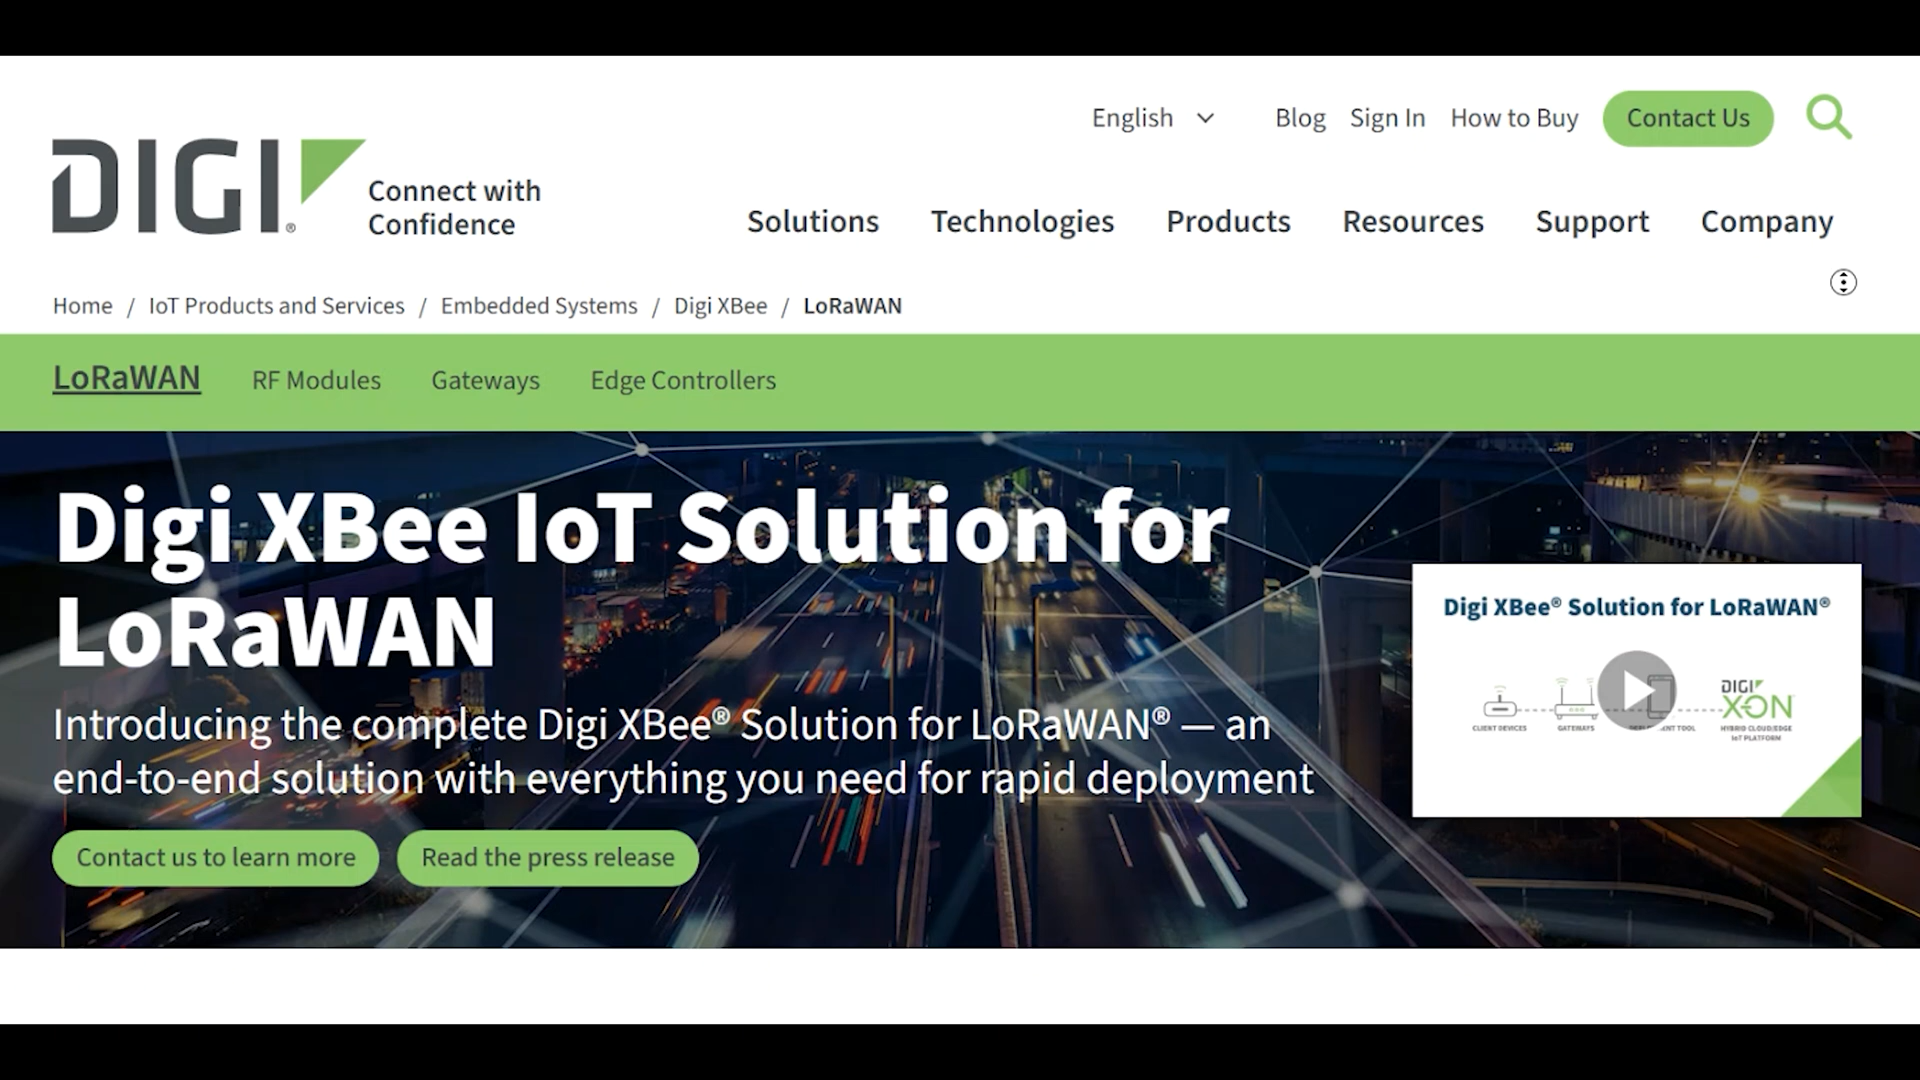 English
Blog
Sign In
How to Buy
Contact Us
DIGI®
Connect with
Confidence
Solutions
Technologies
Products
Resources
Support
Company
Home / IoT Products and Services / Embedded Systems / Digi XBee / LoRaWAN
LoRaWAN
RF Modules
Gateways
Edge Controllers
Digi XBee IoT Solution for
LoRaWAN
Introducing the complete Digi XBee® Solution for LoRaWAN® — an
end-to-end solution with everything you need for rapid deployment
Contact us to learn more
Read the press release
Digi XBee® Solution for LoRaWAN®
DIGI
XON
CLIENT DEVICES
GATEWAYS
TOOL
HYBRID CLOUD/EDGE
IoT PLATFORM